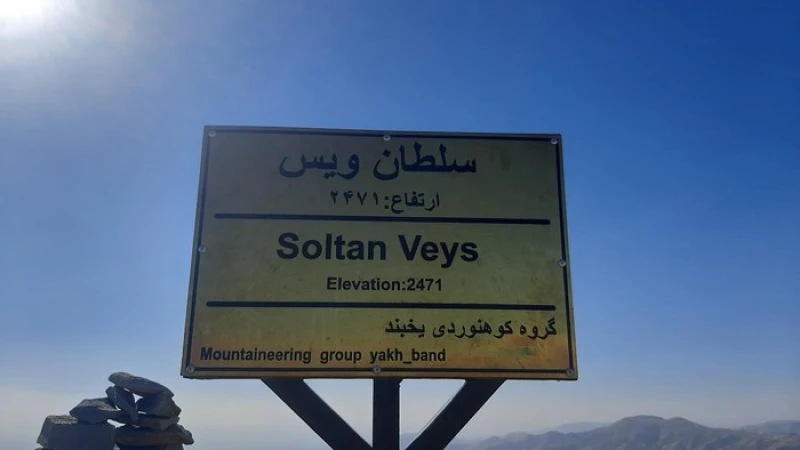 سلطان ویس
ارتفاع:۲۴۷۱
Soltan Veys
Elevation:2471
گروه کوهنوردی یخبند
Mountaineering group yakh_band